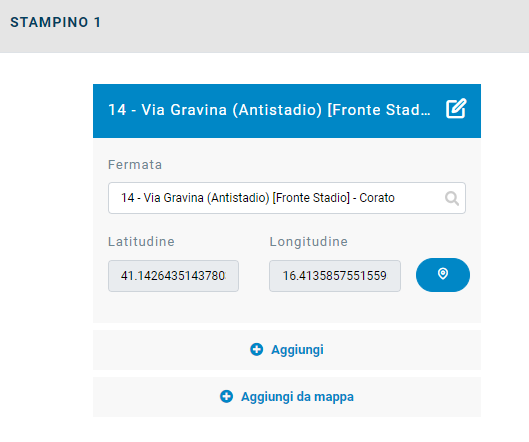 STAMPINO 1
14 - Via Gravina (Antistadio) [Fronte Stad...
Fermata
14 - Via Gravina (Antistadio) [Fronte Stadio] - Corato
Latitudine Longitudine
41.1426435143780 16.4135857551559
Aggiungi
Aggiungi da mappa